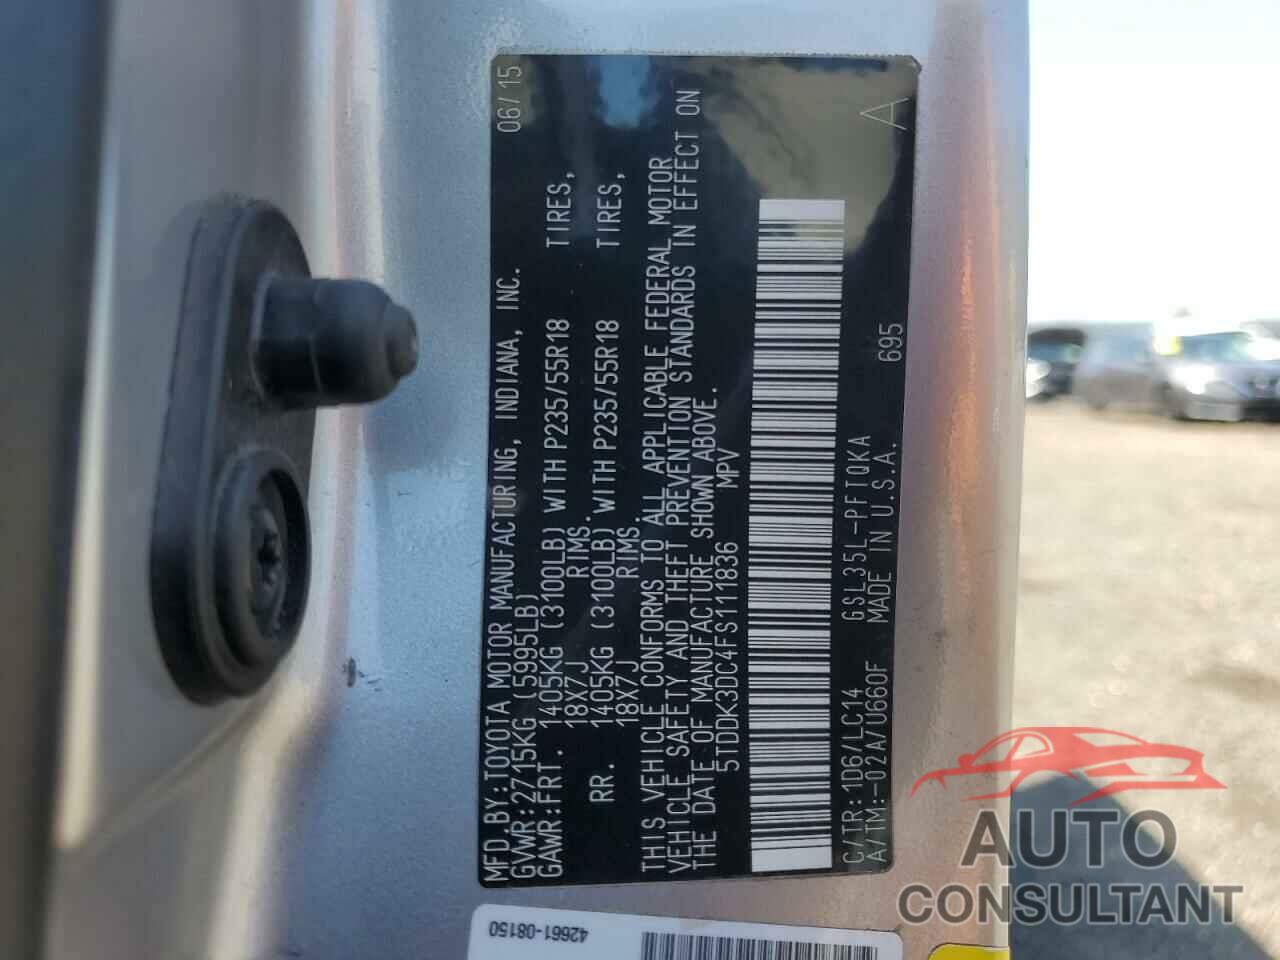 MFD.BY:TOYOTA MOTOR MANUFACTURING, INDIANA, INC. 06/15
GVWR:2715KG (5995LB)
GAWR:FRT. 1405KG (3100LB) WITH P235/55R18 TIRES,
18X7J RIMS.
RR. 1405KG (3100LB) WITH P235/55R18 TIRES,
18X7J RIMS.
THIS VEHICLE CONFORMS TO ALL APPLICABLE FEDERAL MOTOR
VEHICLE SAFETY AND THEFT PREVENTION STANDARDS IN EFFECT ON
THE DATE OF MANUFACTURE SHOWN ABOVE.
5TDDK3DC4FS111836 MPV
C/TR:1D6/LC14 GSL35L-PFTQKA
A/TM:-02A/U660F MADE IN U.S.A. 695
A
42661-08150
AUTO
CONSULTANT